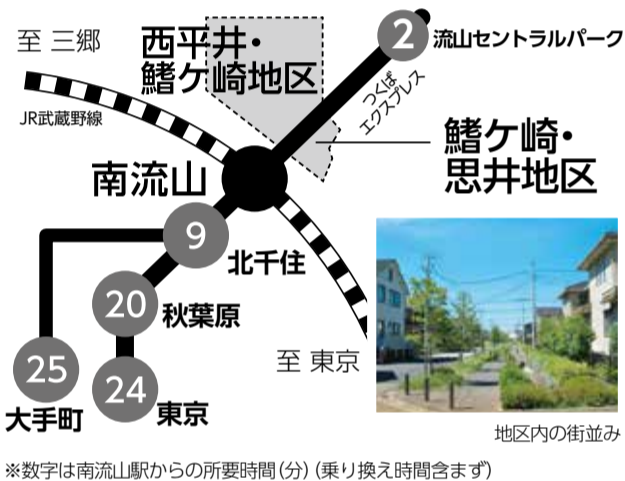 至 三郷
西平井・
鰭ケ崎地区
2
流山セントラルパーク
つくば
エクスプレス
JR武蔵野線
鰭ケ崎・
思井地区
南流山
9
北千住
20
秋葉原
25
大手町
24
東京
至 東京
地区内の街並み
※数字は南流山駅からの所要時間(分)(乗り換え時間含まず)